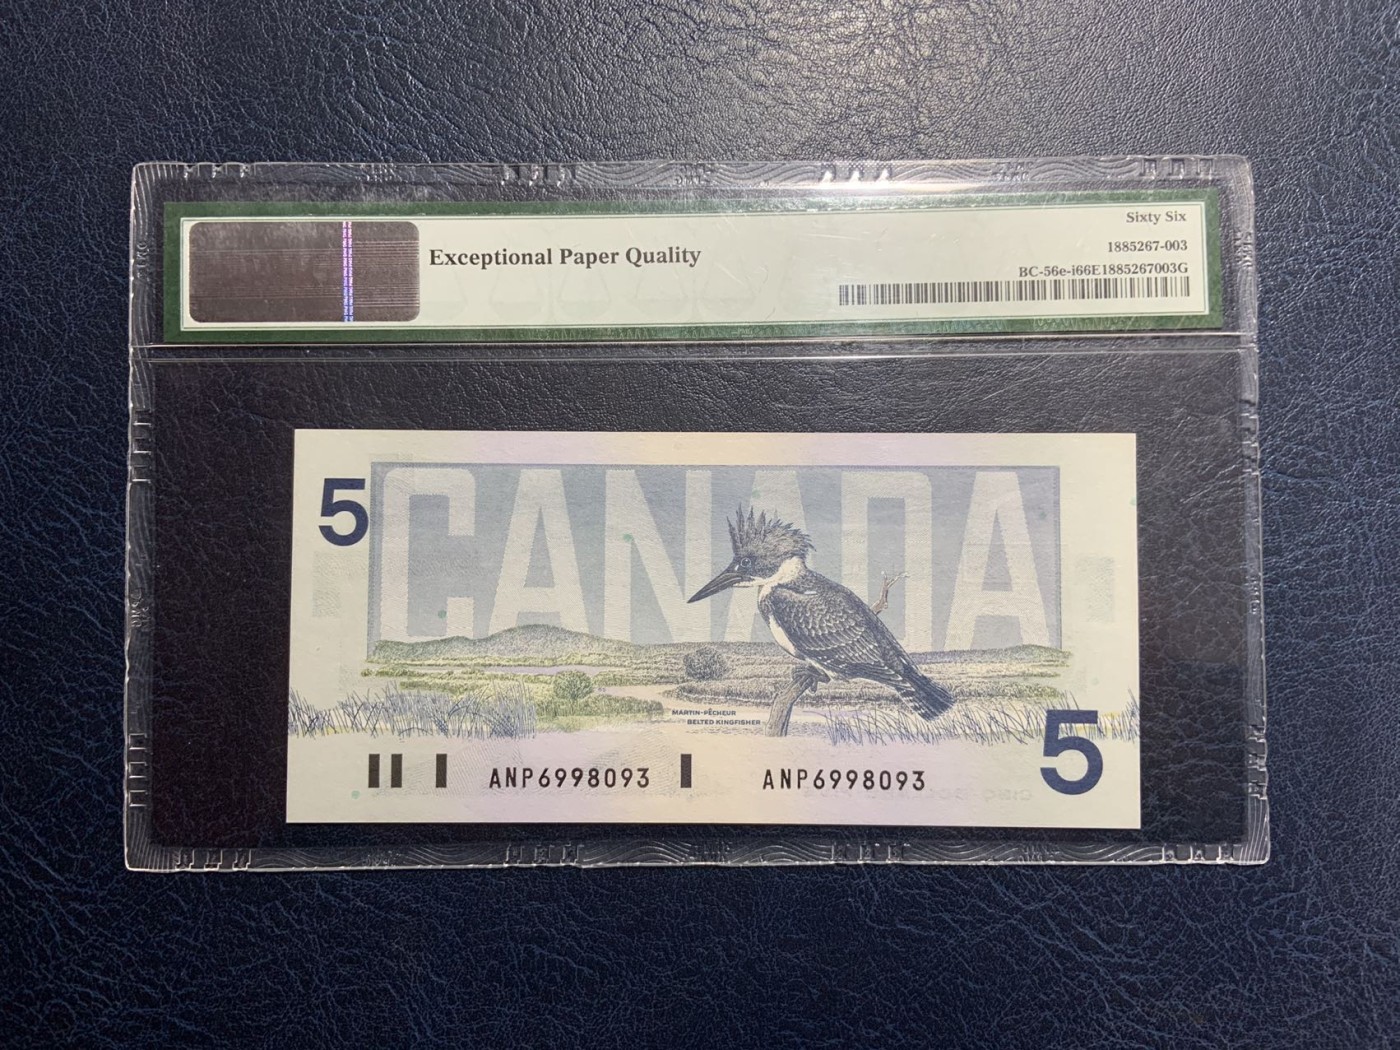 Sixty Six
1885267-003
Exceptional Paper Quality
BC-56e-i66E1885267003G
5
CANADA
MARTIN-PÊCHEUR
BELTED KINGFISHER
5
ANP6998093
ANP6998093